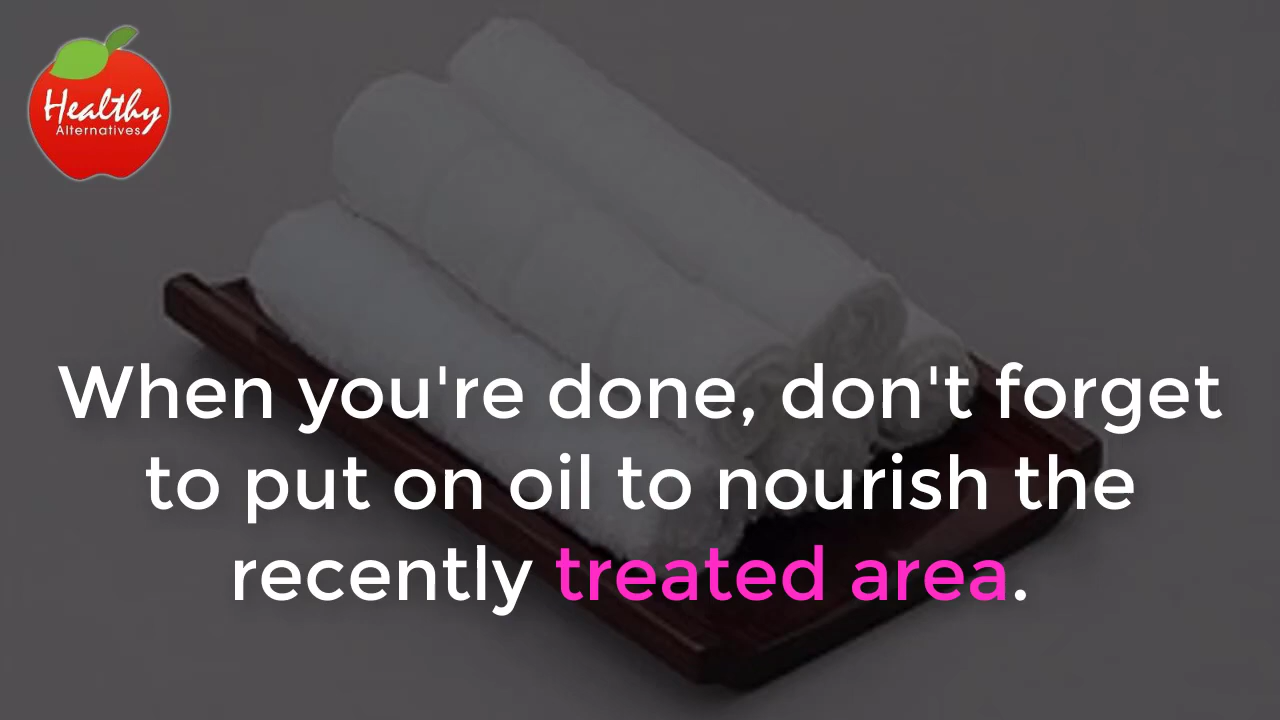 Healthy
Alternatives
When you're done, don't forget
to put on oil to nourish the
recently treated area.